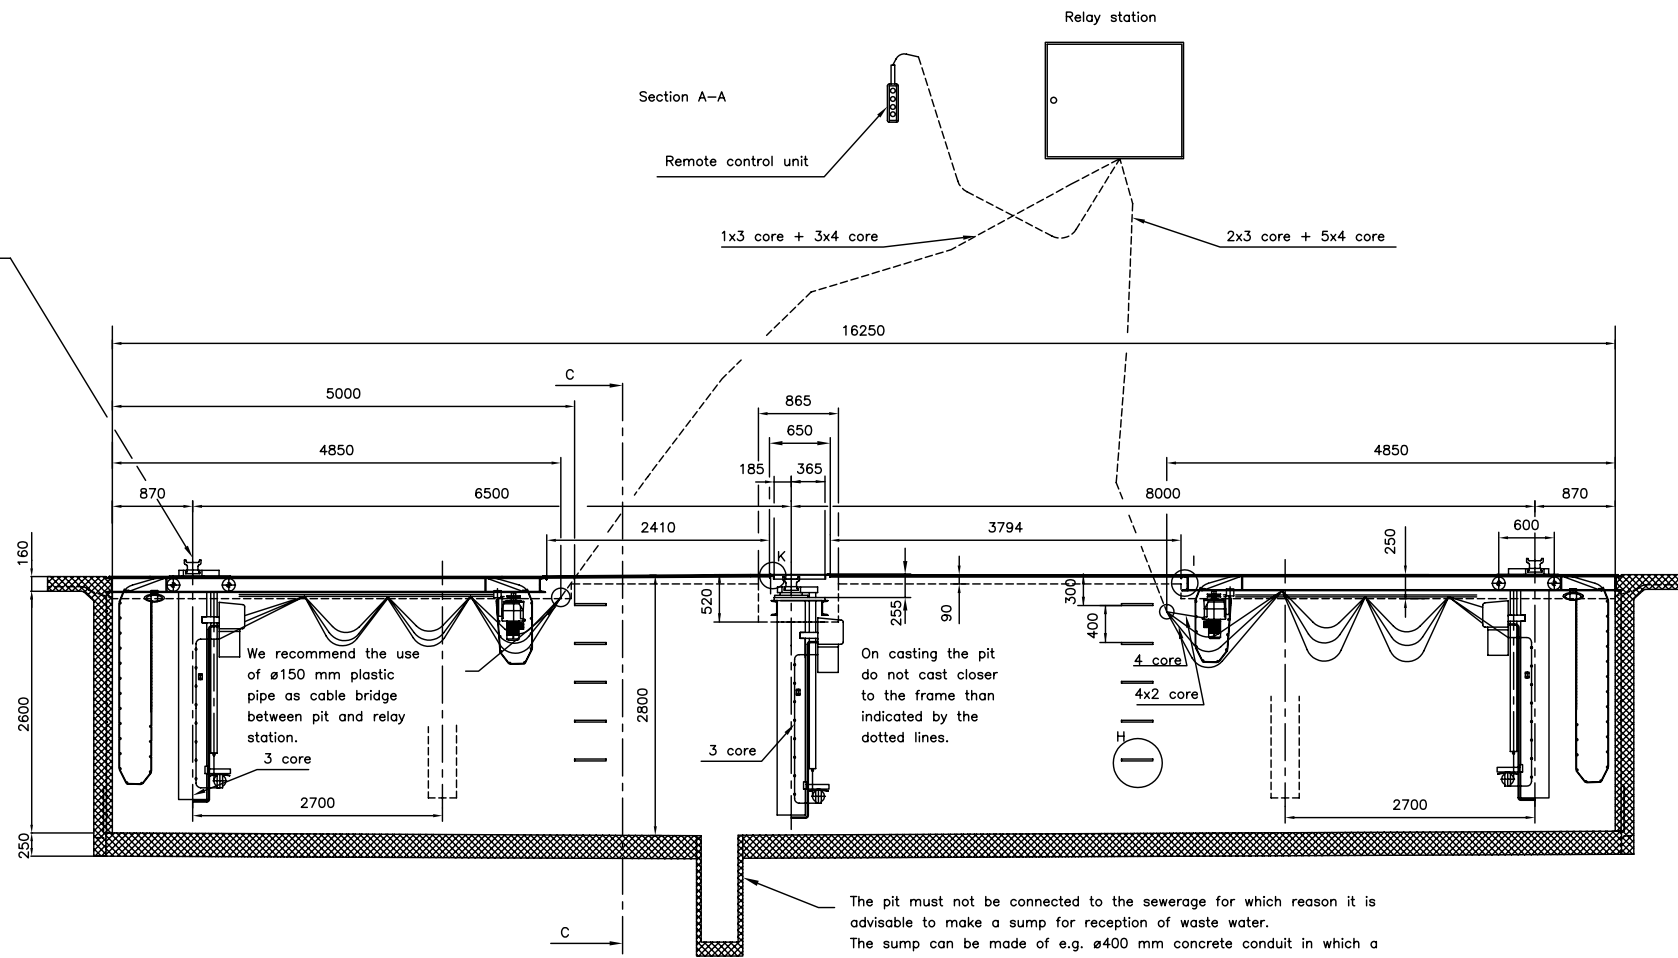 Relay station
Section A-A
Remote control unit
1x3 core + 3x4 core
2x3 core + 5x4 core
16250
C
5000
865
650
4850
4850
185
365
870
6500
8000
870
2410
3794
600
250
160
K
I
520
255
90
300
400
We recommend the use
of ø150 mm plastic
pipe as cable bridge
between pit and relay
station.
3 core
On casting the pit
do not cast closer
to the frame than
indicated by the
dotted lines.
4 core
4x2 core
2600
2800
3 core
H
2700
2700
250
C
The pit must not be connected to the sewerage for which reason it is
advisable to make a sump for reception of waste water.
The sump can be made of e.g. ø400 mm concrete conduit in which a